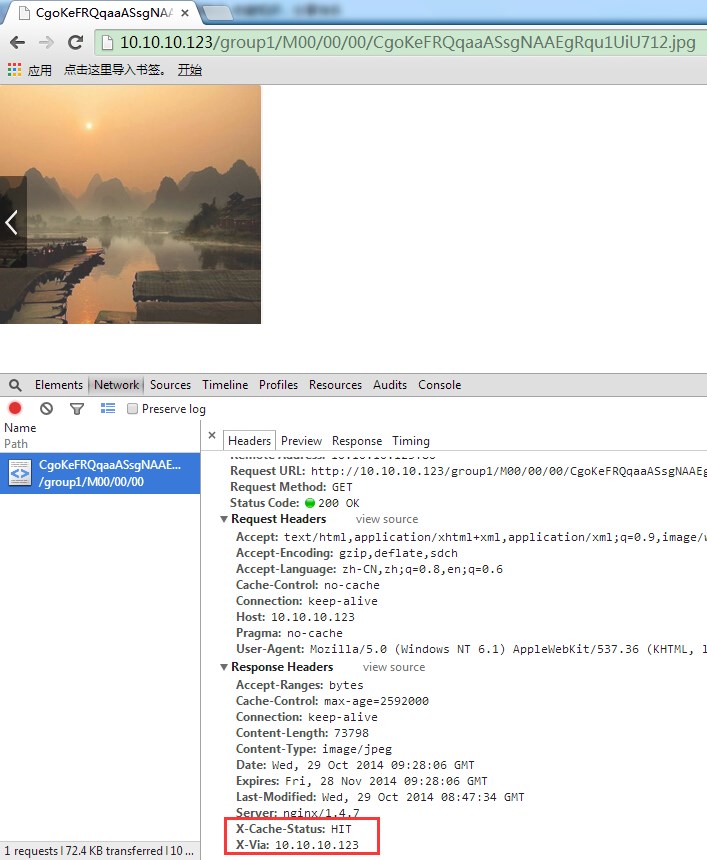 CgoKeFRQqaaASsgNAA
10.10.10.123/group1/M00/00/00/CgoKeFRQqaaASsgNAAEgRqu1UiU712.jpg
应用 点击这里导入书签。 开始
Elements Network Sources Timeline Profiles Resources Audits Console
Preserve log
Name
Path
Headers Preview Response Timing
CgoKeFRQqaaASsgNAAE...
/group1/M00/00/00
Request URL: http://10.10.10.123/group1/M00/00/00/CgoKeFRQqaaASsgNAAEg
Request Method: GET
Status Code: 200 OK
Request Headers view source
Accept: text/html,application/xhtml+xml,application/xml;q=0.9,image/w
Accept-Encoding: gzip,deflate,sdch
Accept-Language: zh-CN,zh;q=0.8,en;q=0.6
Cache-Control: no-cache
Connection: keep-alive
Host: 10.10.10.123
Pragma: no-cache
User-Agent: Mozilla/5.0 (Windows NT 6.1) AppleWebKit/537.36 (KHTML, l
Response Headers view source
Accept-Ranges: bytes
Cache-Control: max-age=2592000
Connection: keep-alive
Content-Length: 73798
Content-Type: image/jpeg
Date: Wed, 29 Oct 2014 09:28:06 GMT
Expires: Fri, 28 Nov 2014 09:28:06 GMT
Last-Modified: Wed, 29 Oct 2014 08:47:34 GMT
Server: nginx/1.4.7
X-Cache-Status: HIT
X-Via: 10.10.10.123
1 requests | 72.4 KB transferred | 10 ...